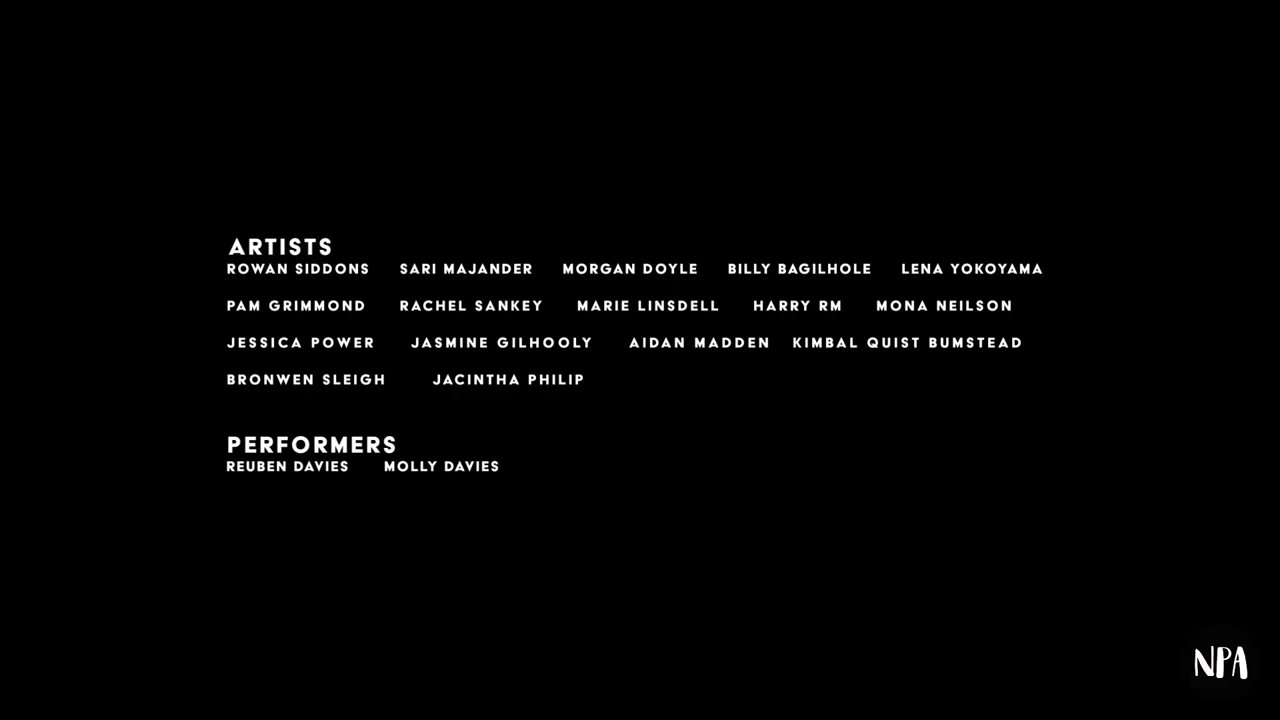 ARTISTS
ROWAN SIDDONS SARI MAJANDER MORGAN DOYLE BILLY BAGILHOLE LENA YOKOYAMA
PAM GRIMMOND RACHEL SANKEY MARIE LINSDELL HARRY RM MONA NEILSON
JESSICA POWER JASMINE GILHOOLY AIDAN MADDEN KIMBAL QUIST BUMSTEAD
BRONWEN SLEIGH JACINTHA PHILIP
PERFORMERS
REUBEN DAVIES MOLLY DAVIES
NPA